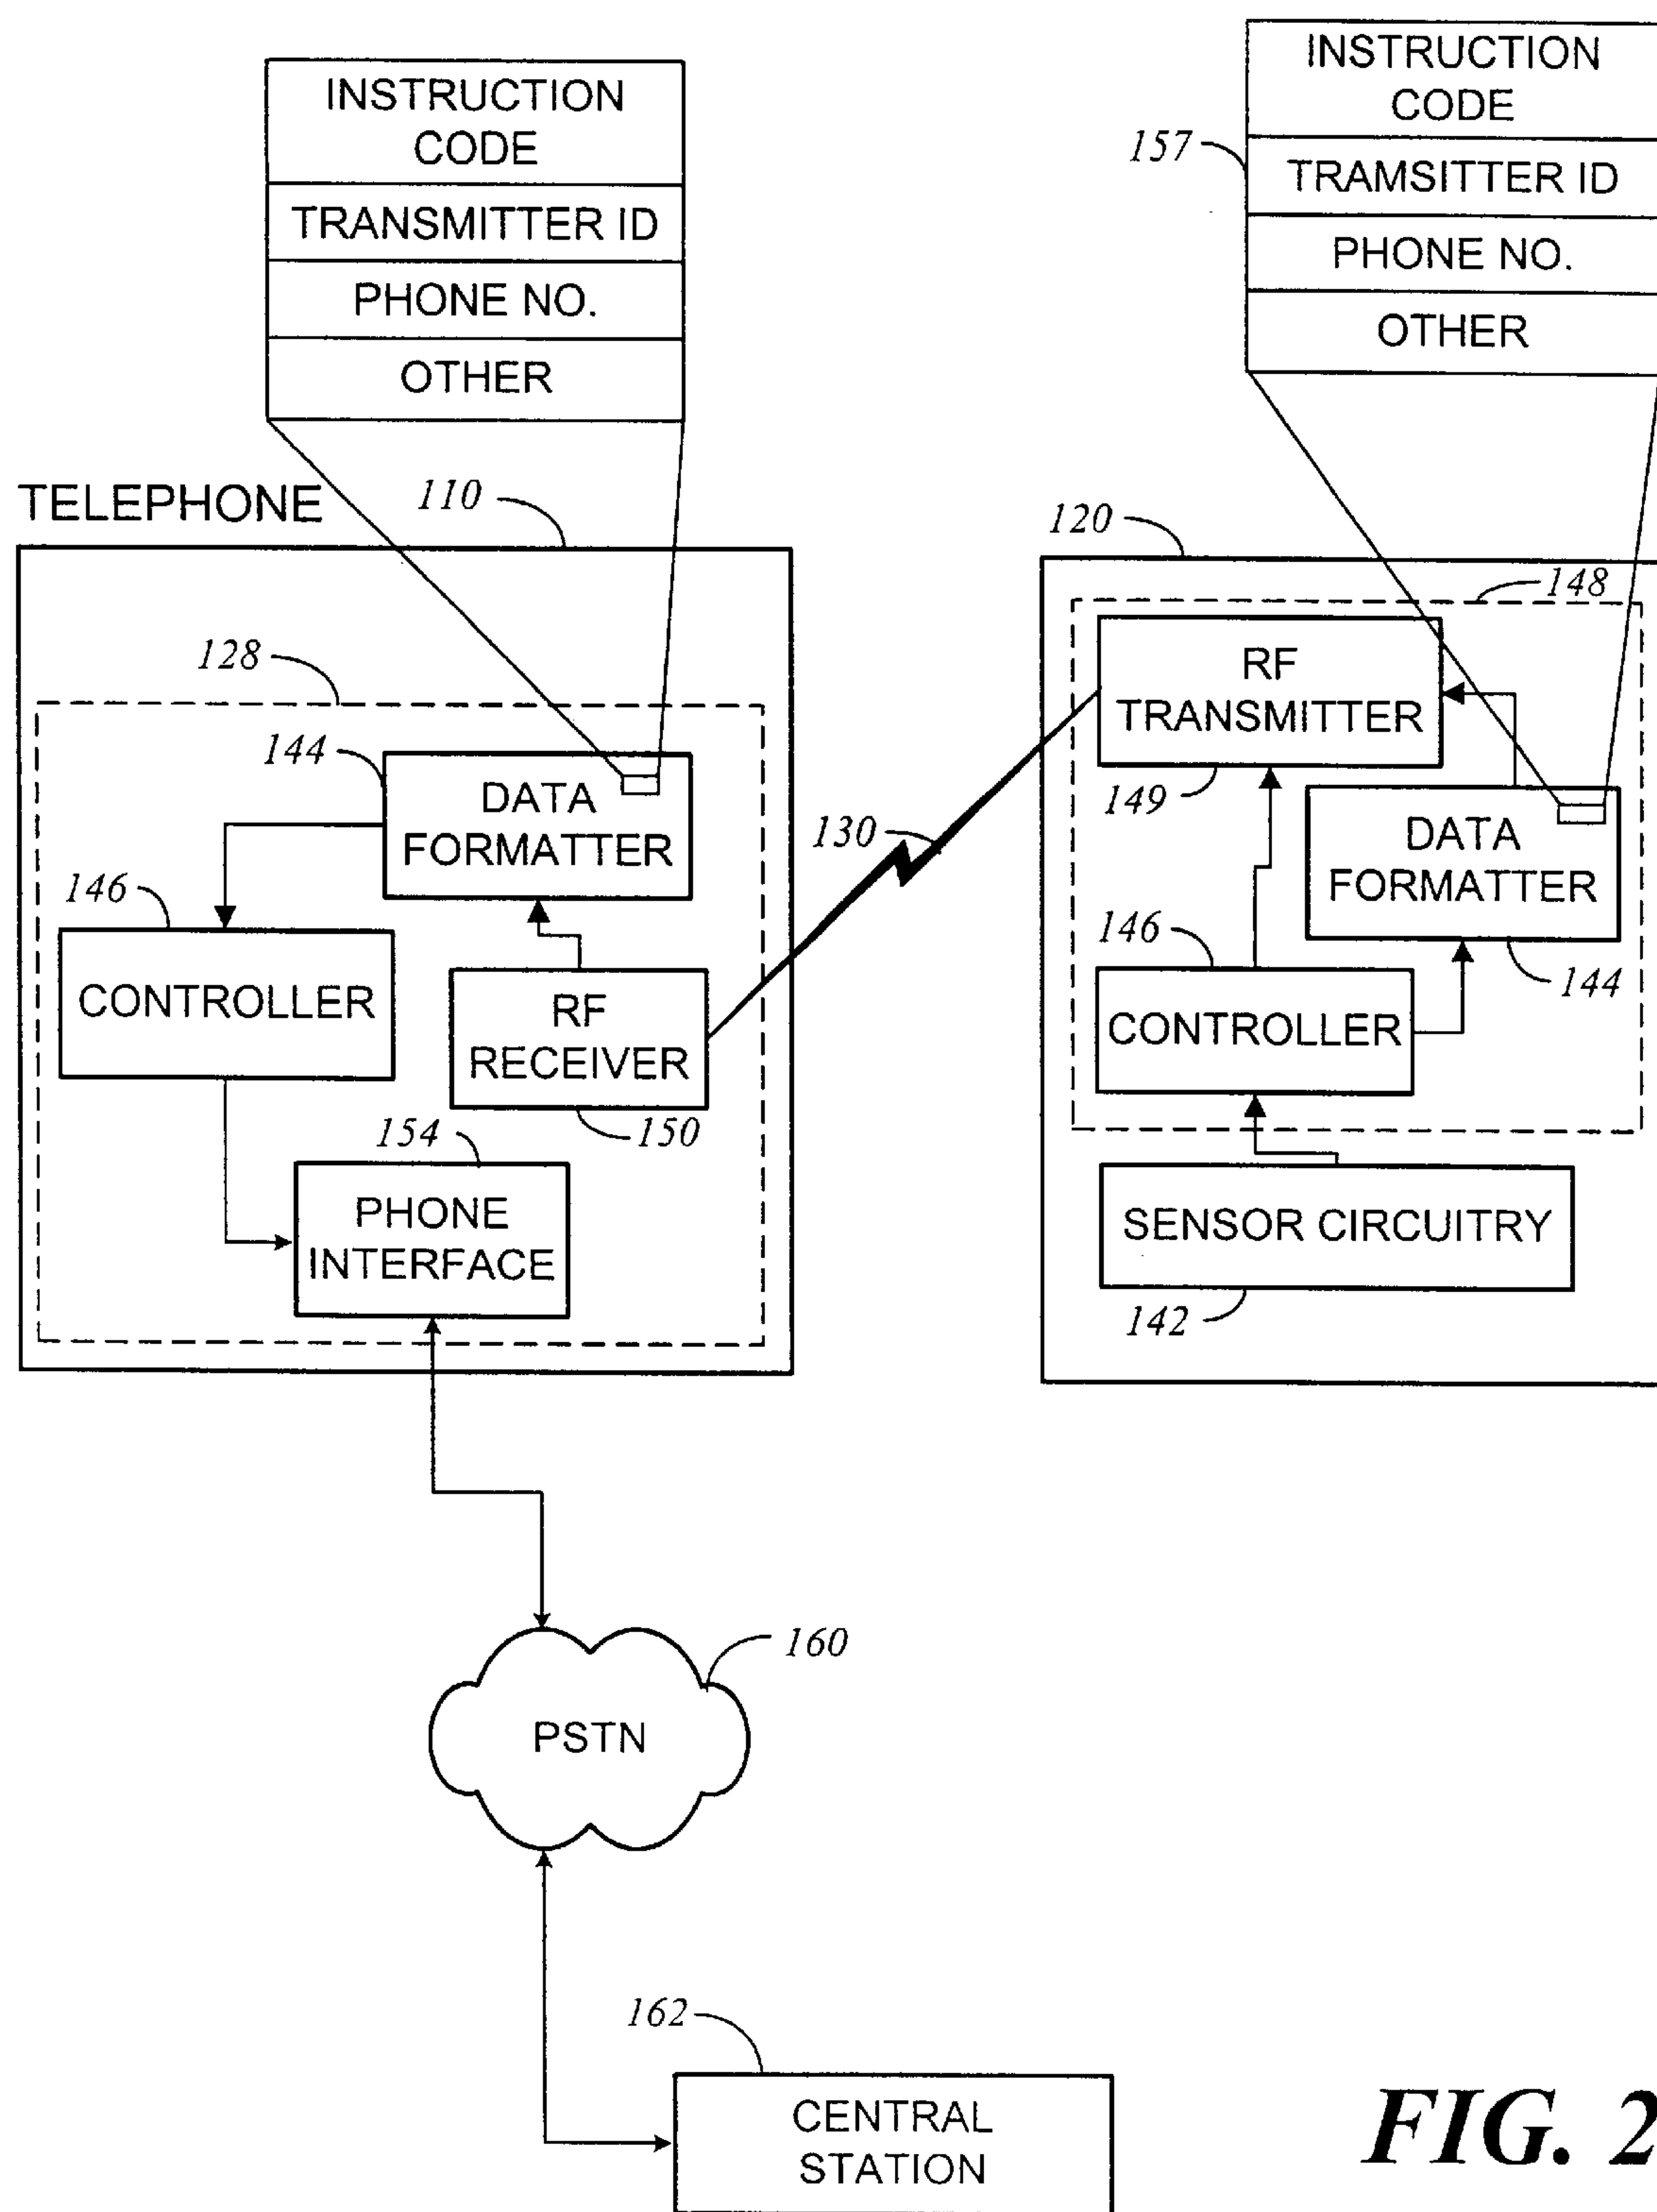 INSTRUCTION
CODE
TRANSMITTER ID
PHONE NO.
OTHER
INSTRUCTION
CODE
157
TRAMSITTER ID
PHONE NO.
OTHER
TELEPHONE
110
128
144
DATA
FORMATTER
146
CONTROLLER
RF
RECEIVER
150
154
PHONE
INTERFACE
130
120
148
RF
TRANSMITTER
149
DATA
FORMATTER
144
146
CONTROLLER
SENSOR CIRCUITRY
142
160
PSTN
162
CENTRAL
STATION
FIG. 2